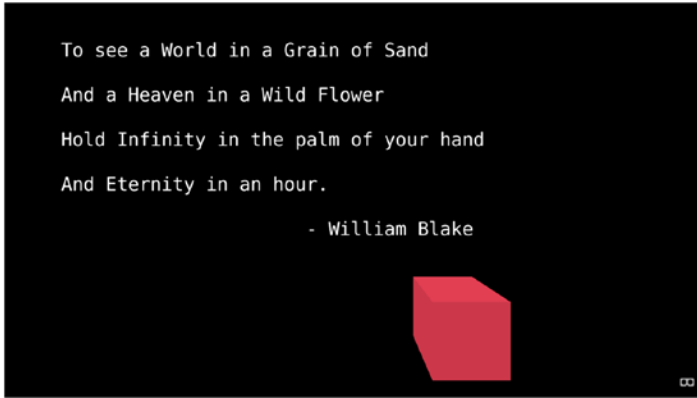 To see a World in a Grain of Sand
And a Heaven in a Wild Flower
Hold Infinity in the palm of your hand
And Eternity in an hour.
- William Blake